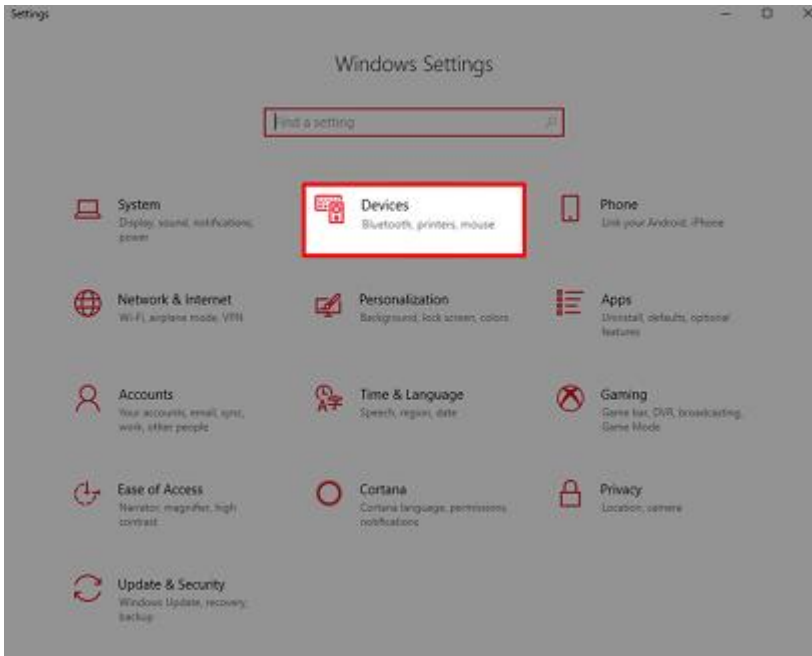 Settings
Windows Settings
Find a setting
System
Display, sound, notifications,
power
Devices
Bluetooth, printers, mouse
Phone
Link your Android, iPhone
Network & Internet
Wi-Fi, airplane mode, VPN
Personalization
Background, lock screen, colors
Apps
Uninstall, defaults, optional
features
Accounts
Your accounts, email, sync,
work, other people
Time & Language
Speech, region, date
Gaming
Game bar, DVR, broadcasting,
Game Mode
Ease of Access
Narrator, magnifier, high
contrast
Cortana
Cortana language, permissions,
notifications
Privacy
Location, camera
Update & Security
Windows Update, recovery,
backup